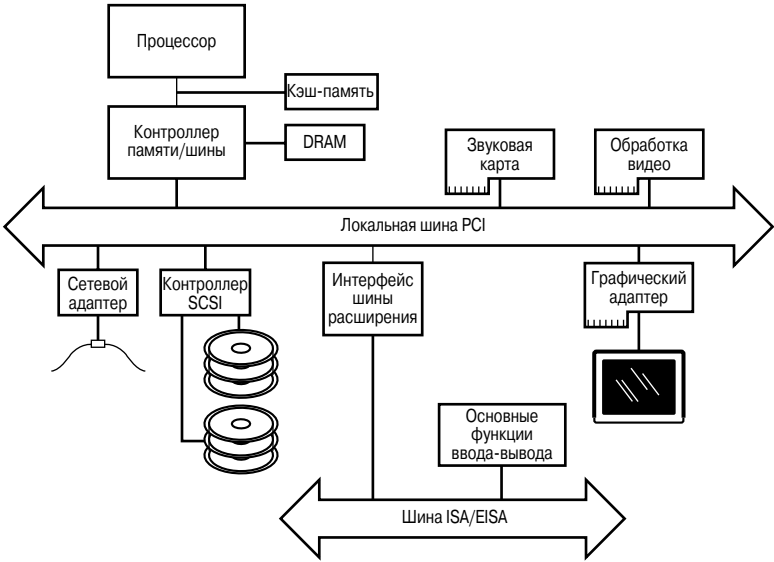 Процессор
Кэш-память
Контроллер
памяти/шины
DRAM
Звуковая
карта
Обработка
видео
Локальная шина PCI
Сетевой
адаптер
Контроллер
SCSI
Интерфейс
шины
расширения
Графический
адаптер
Основные
функции
ввода-вывода
Шина ISA/EISA